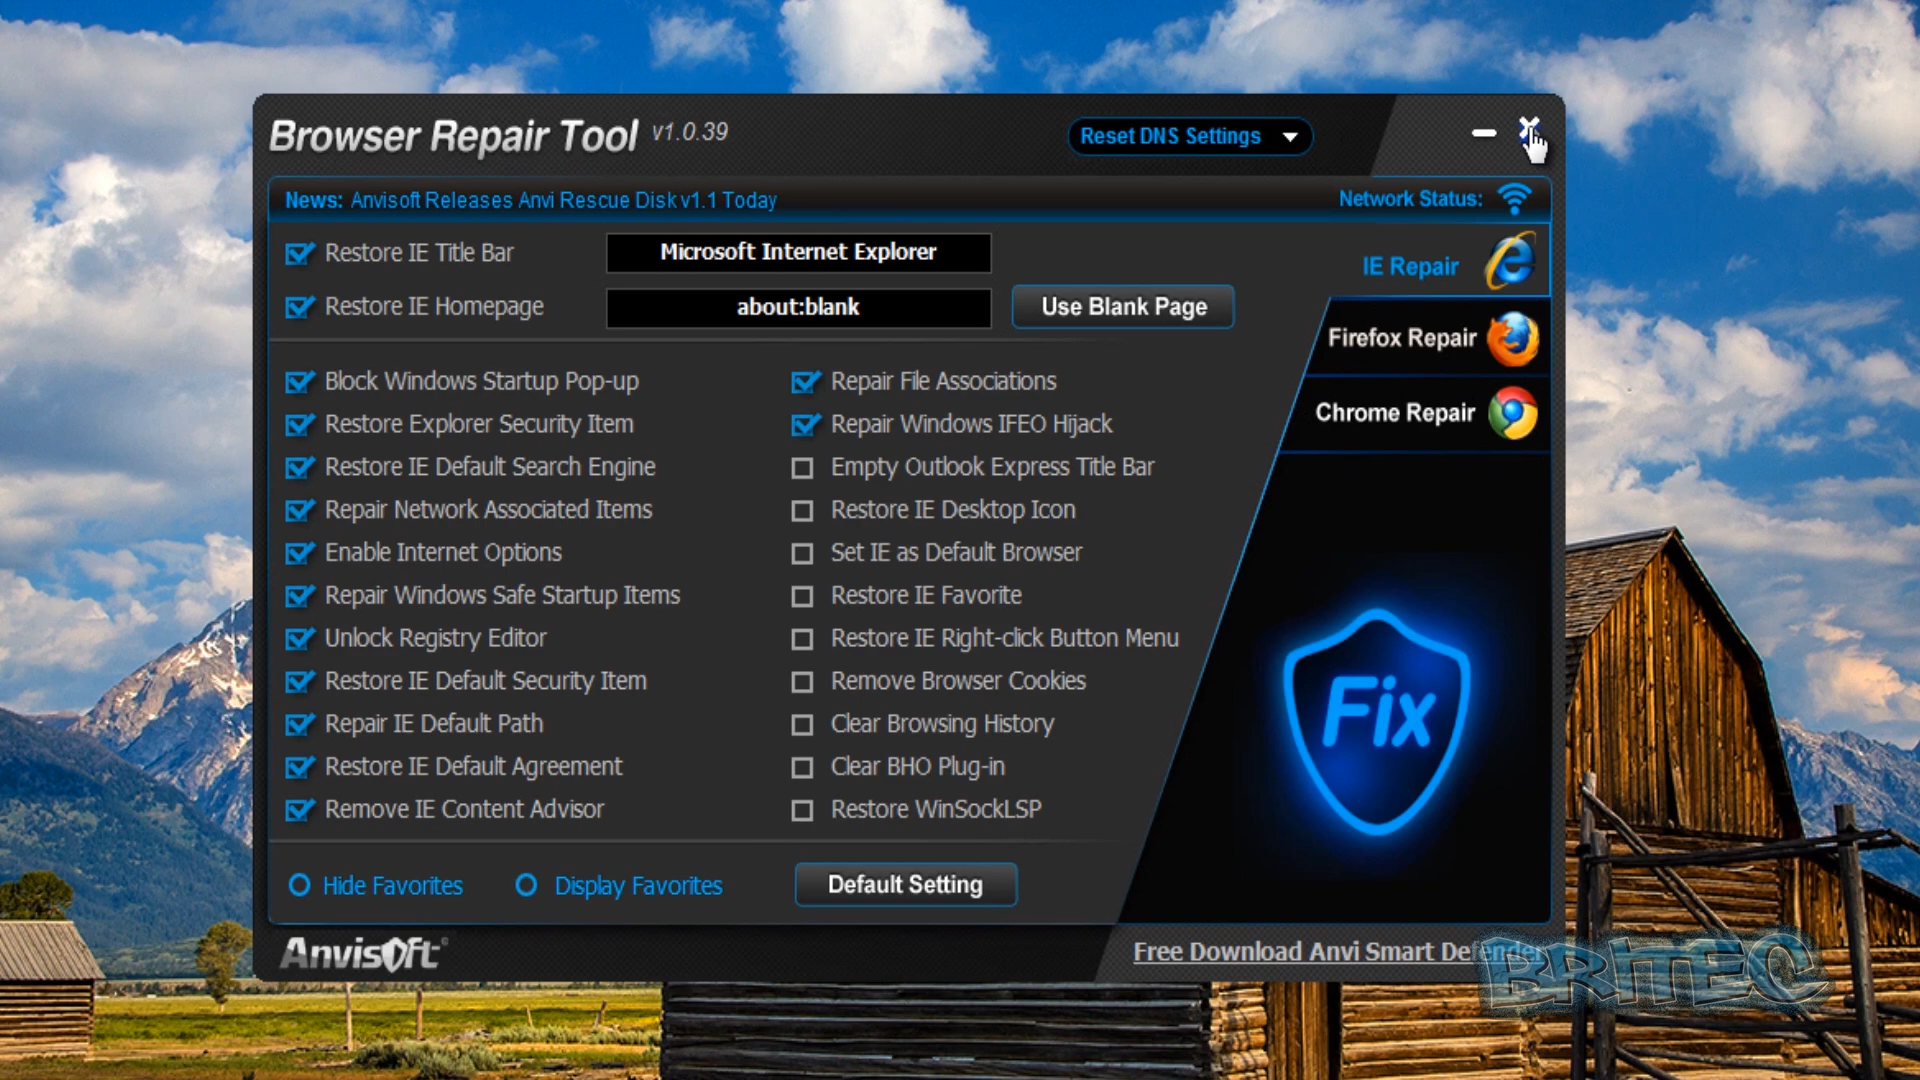 Browser Repair Tool v1.0.39
Reset DNS Settings
News: Anvisoft Releases Anvi Rescue Disk v1.1 Today
Network Status:
Restore IE Title Bar
Microsoft Internet Explorer
Restore IE Homepage
about:blank
Use Blank Page
IE Repair
Firefox Repair
Chrome Repair
Block Windows Startup Pop-up
Restore Explorer Security Item
Restore IE Default Search Engine
Repair Network Associated Items
Enable Internet Options
Repair Windows Safe Startup Items
Unlock Registry Editor
Restore IE Default Security Item
Repair IE Default Path
Restore IE Default Agreement
Remove IE Content Advisor
Repair File Associations
Repair Windows IFEO Hijack
Empty Outlook Express Title Bar
Restore IE Desktop Icon
Set IE as Default Browser
Restore IE Favorite
Restore IE Right-click Button Menu
Remove Browser Cookies
Clear Browsing History
Clear BHO Plug-in
Restore WinSockLSP
Fix
Hide Favorites
Display Favorites
Default Setting
Anvisoft
Free Download Anvi Smart Defender
BRITEC